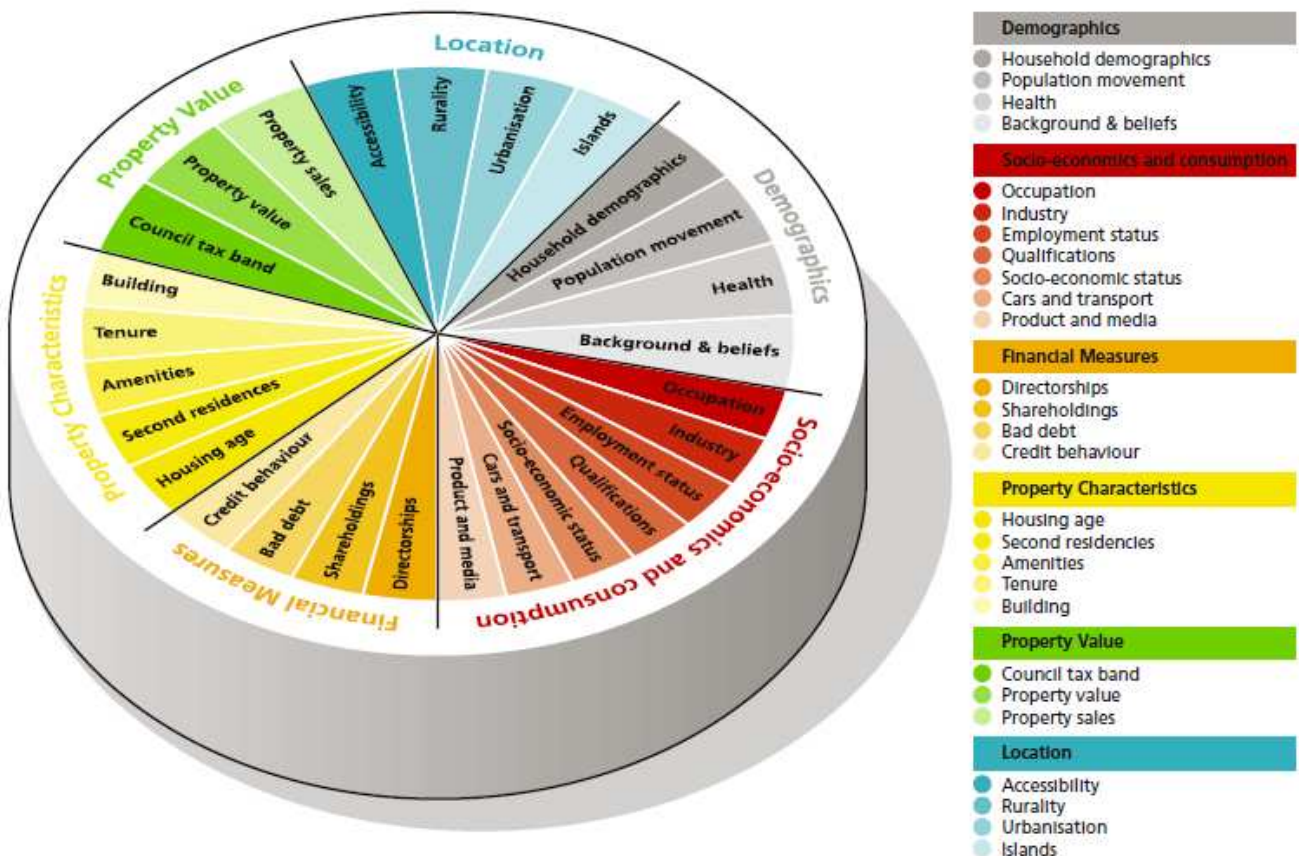 Location
Accessibility
Rurality
Urbanisation
Islands
Demographics
Household demographics
Population movement
Health
Background & beliefs
Socio-economics and consumption
Occupation
Industry
Employment status
Qualifications
Socio-economic status
Cars and transport
Product and media
Financial Measures
Directorships
Shareholdings
Bad debt
Credit behaviour
Property Characteristics
Housing age
Second residences
Amenities
Tenure
Building
Property Value
Council tax band
Property value
Property sales
Demographics
Household demographics
Population movement
Health
Background & beliefs
Socio-economics and consumption
Occupation
Industry
Employment status
Qualifications
Socio-economic status
Cars and transport
Product and media
Financial Measures
Directorships
Shareholdings
Bad debt
Credit behaviour
Property Characteristics
Housing age
Second residencies
Amenities
Tenure
Building
Property Value
Council tax band
Property value
Property sales
Location
Accessibility
Rurality
Urbanisation
Islands